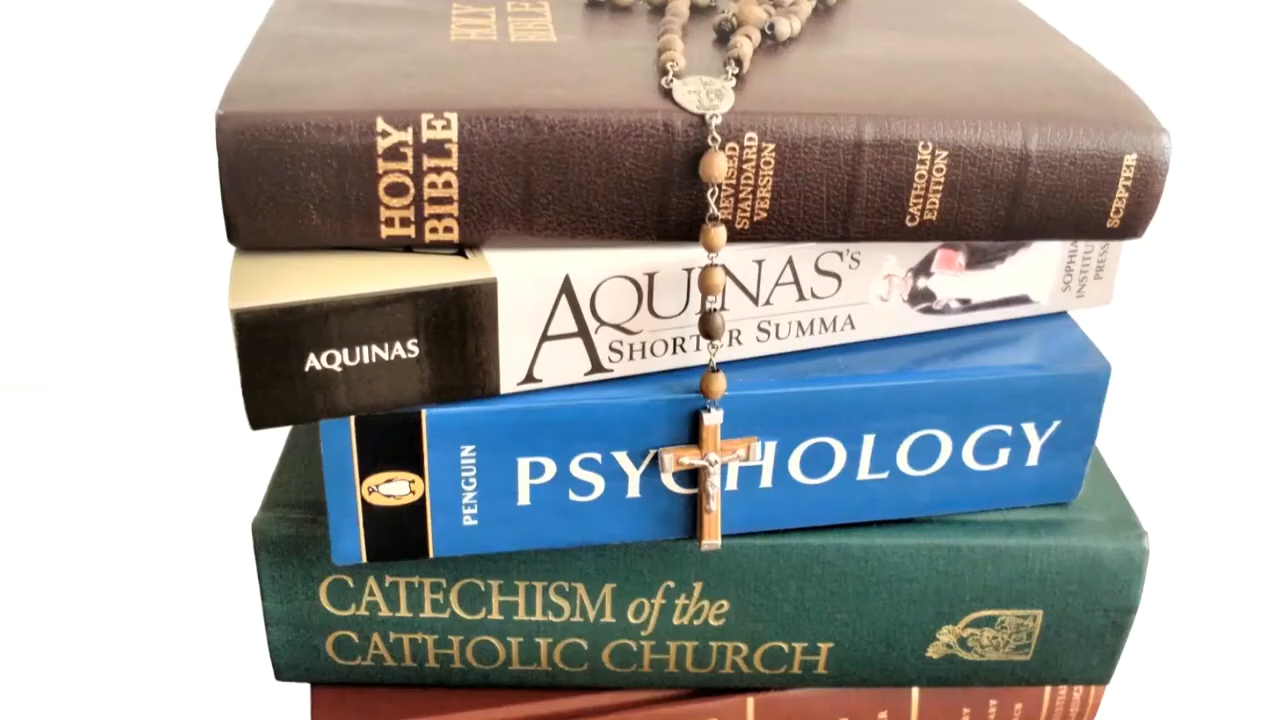 HOLY
BIBLE
HOLY
BIBLE
REVISED
STANDARD
VERSION
CATHOLIC
EDITION
SCEPTER
AQUINAS
AQUINAS'S
SHORTER SUMMA
SOPHIA
INSTITU
PRESS
PENGUIN
PSYCHOLOGY
CATECHISM of the
CATHOLIC CHURCH